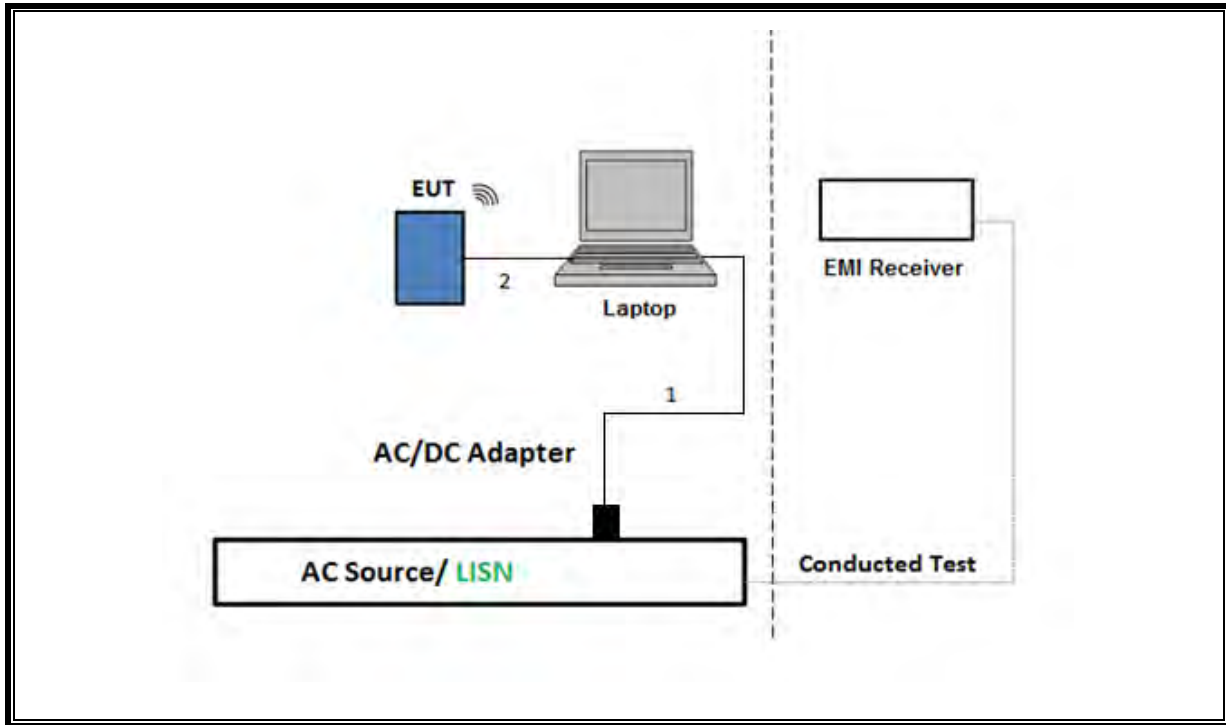 EUT
2
Laptop
EMI Receiver
1
AC/DC Adapter
AC Source/ LISN
Conducted Test